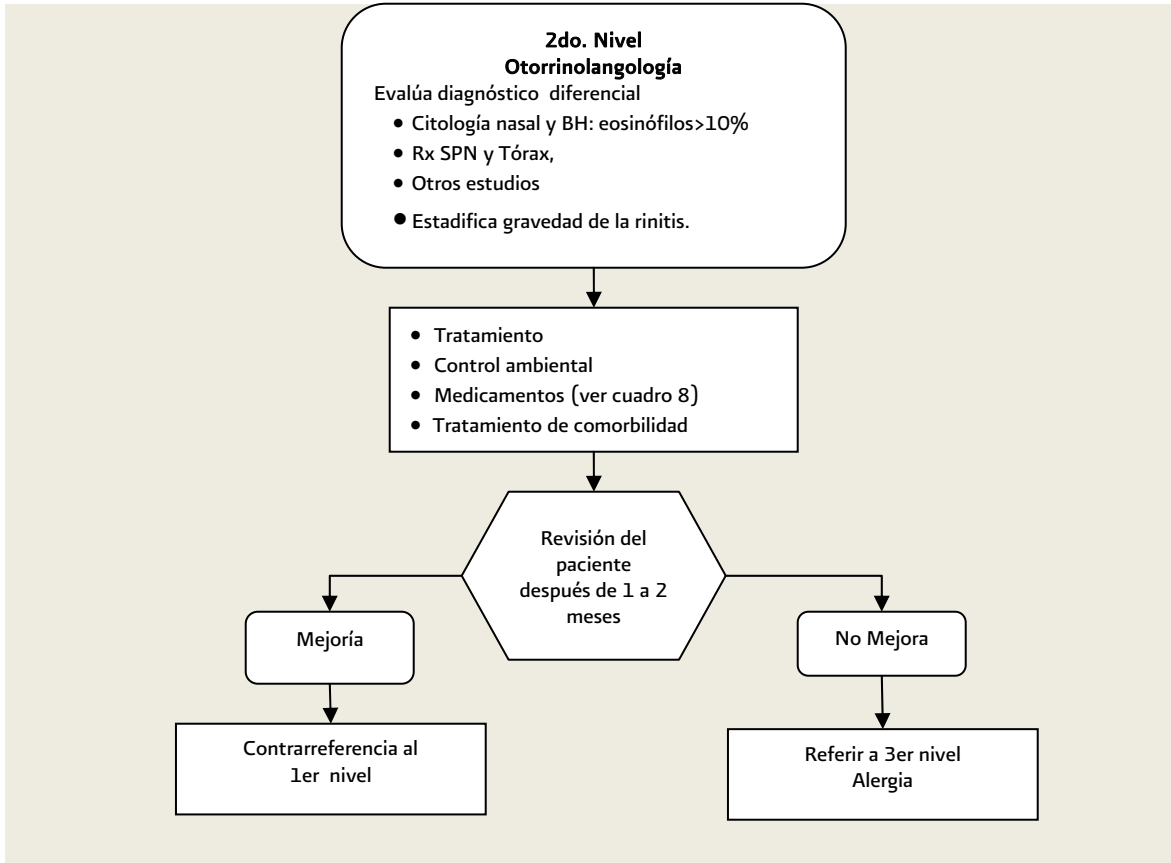 2do. Nivel
Otorrinolangología
Evalúa diagnóstico diferencial
• Citología nasal y BH: eosinófilos>10%
• Rx SPN y Tórax,
• Otros estudios
• Estadifica gravedad de la rinitis.
• Tratamiento
• Control ambiental
• Medicamentos (ver cuadro 8)
• Tratamiento de comorbilidad
Revisión del
paciente
después de 1 a 2
meses
Mejoría
No Mejora
Contrarreferencia al
1er nivel
Referir a 3er nivel
Alergia